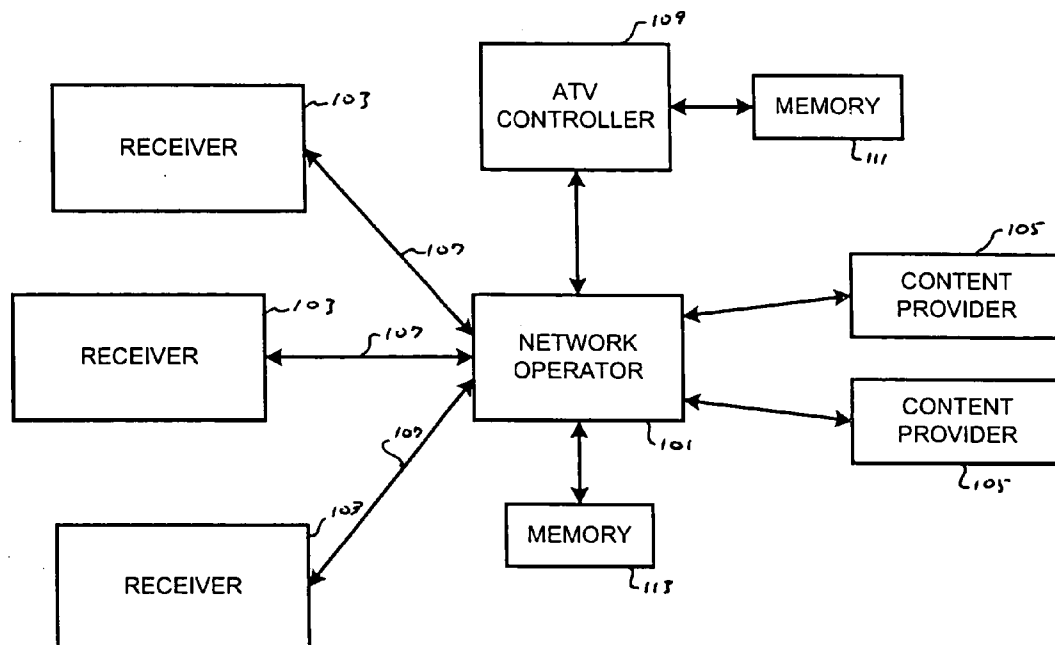 109
103
ATV
CONTROLLER
MEMORY
111
RECEIVER
107
105
CONTENT
PROVIDER
103
RECEIVER
107
NETWORK
OPERATOR
101
CONTENT
PROVIDER
105
107
103
RECEIVER
MEMORY
113